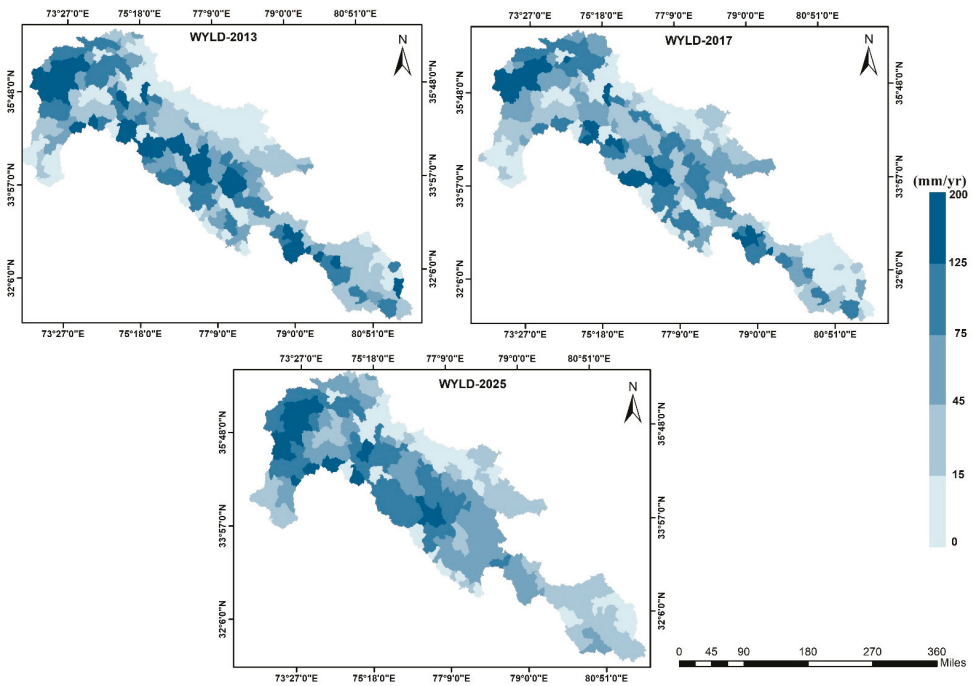 73°27'0"E 75°18'0"E 77°9'0"E 79°0'0"E 80°51'0"E
WYLD-2013
N
35°48'0"N
33°57'0"N
32°6'0"N
35°48'0"N
33°57'0"N
32°6'0"N
73°27'0"E 75°18'0"E 77°9'0"E 79°0'0"E 80°51'0"E
73°27'0"E 75°18'0"E 77°9'0"E 79°0'0"E 80°51'0"E
WYLD-2017
N
35°48'0"N
33°57'0"N
32°6'0"N
35°48'0"N
33°57'0"N
32°6'0"N
73°27'0"E 75°18'0"E 77°9'0"E 79°0'0"E 80°51'0"E
(mm/yr)
200
125
75
45
15
0
73°27'0"E 75°18'0"E 77°9'0"E 79°0'0"E 80°51'0"E
WYLD-2025
N
35°48'0"N
33°57'0"N
32°6'0"N
35°48'0"N
33°57'0"N
32°6'0"N
73°27'0"E 75°18'0"E 77°9'0"E 79°0'0"E 80°51'0"E
0 45 90 180 270 360
Miles